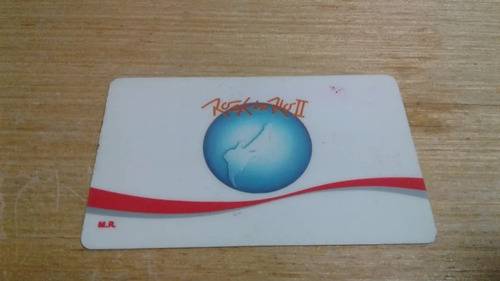 Rock in Rio II
M.R.